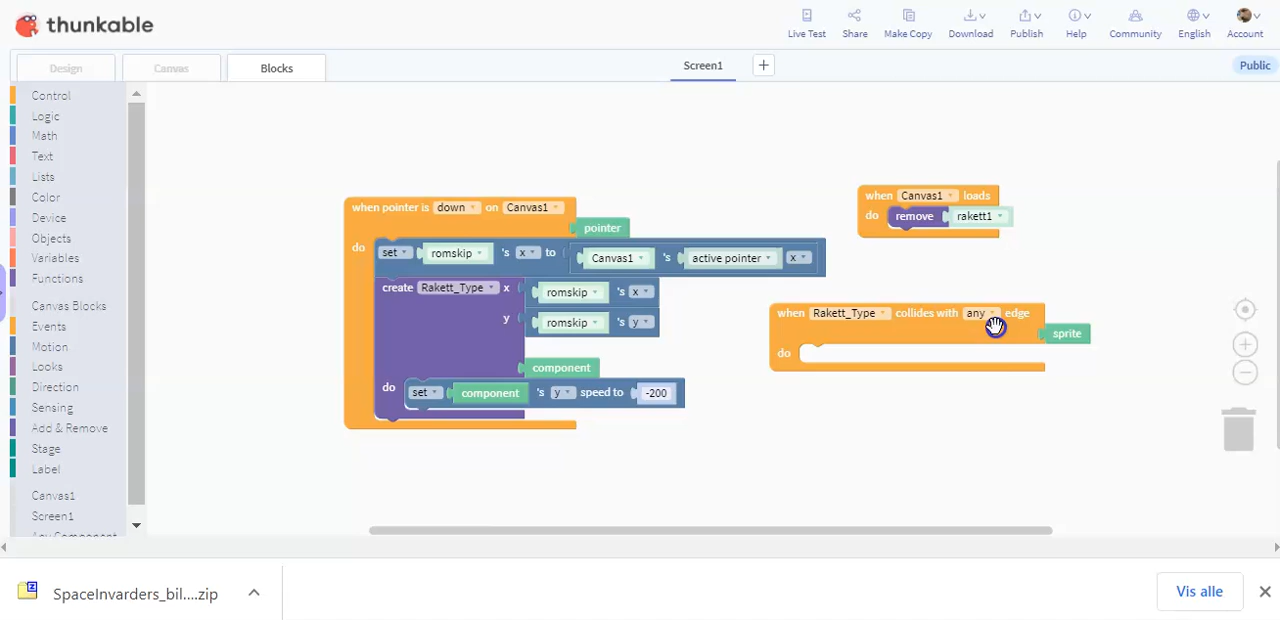 thunkable
Live Test
Share
Make Copy
Download
Publish
Help
Community
English
Account
Design
Canvas
Blocks
Screen1
+
Public
Control
Logic
Math
Text
Lists
Color
Device
Objects
Variables
Functions
Canvas Blocks
Events
Motion
Looks
Direction
Sensing
Add & Remove
Stage
Label
Canvas1
Screen1
Any Component
when pointer is down on Canvas1
pointer
do set romskip 's x to Canvas1 's active pointer x
create Rakett_Type x romskip 's x
y romskip 's y
component
do set component 's y speed to -200
when Canvas1 loads
do remove rakett1
when Rakett_Type collides with any edge
sprite
do
SpaceInvarders_bil....zip
Vis alle